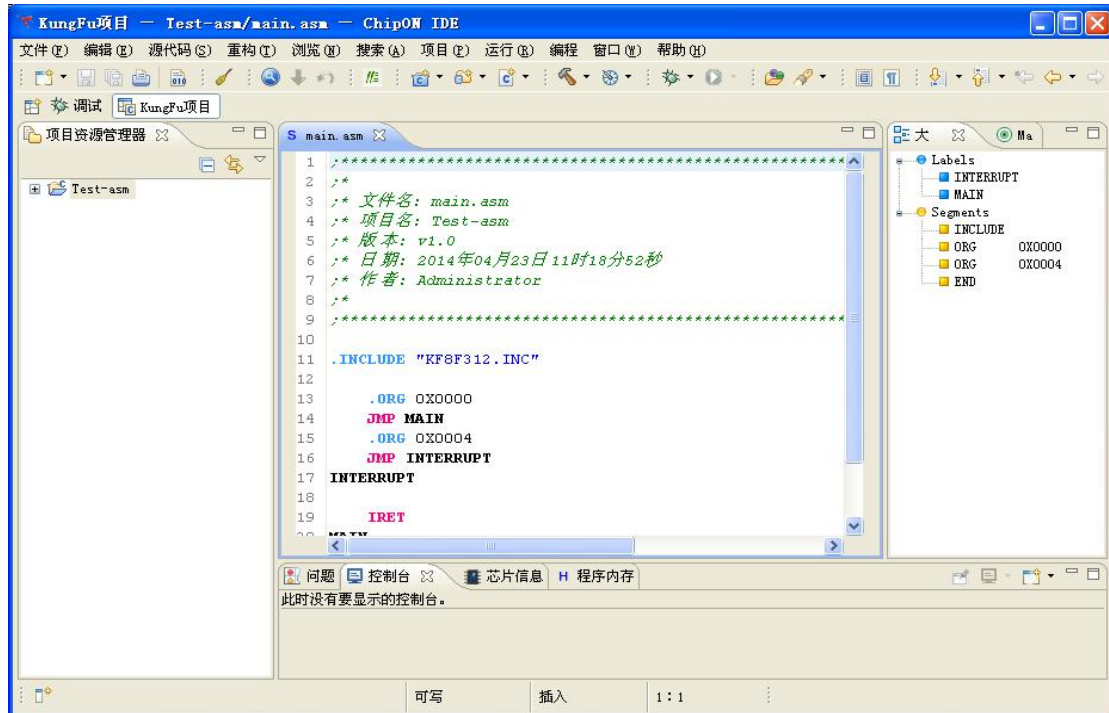 KungFu项目 — Test-asm/main.asm — ChipON IDE
文件(F) 编辑(E) 源代码(S) 重构(T) 浏览(N) 搜索(A) 项目(P) 运行(R) 编程 窗口(W) 帮助(H)
调试 KungFu项目
项目资源管理器
Test-asm
main.asm
1 ;******************************************************
2 ;*
3 ;* 文件名: main.asm
4 ;* 项目名: Test-asm
5 ;* 版本: v1.0
6 ;* 日期: 2014年04月23日11时18分52秒
7 ;* 作者: Administrator
8 ;*
9 ;******************************************************
10
11 .INCLUDE "KF8F312.INC"
12
13 .ORG 0X0000
14 JMP MAIN
15 .ORG 0X0004
16 JMP INTERRUPT
17 INTERRUPT
18
19 IRET
20 MAIN
大 Ma
Labels
INTERRUPT
MAIN
Segments
INCLUDE
ORG 0X0000
ORG 0X0004
END
问题 控制台 芯片信息 H 程序内存
此时没有要显示的控制台。
可写 插入 1:1